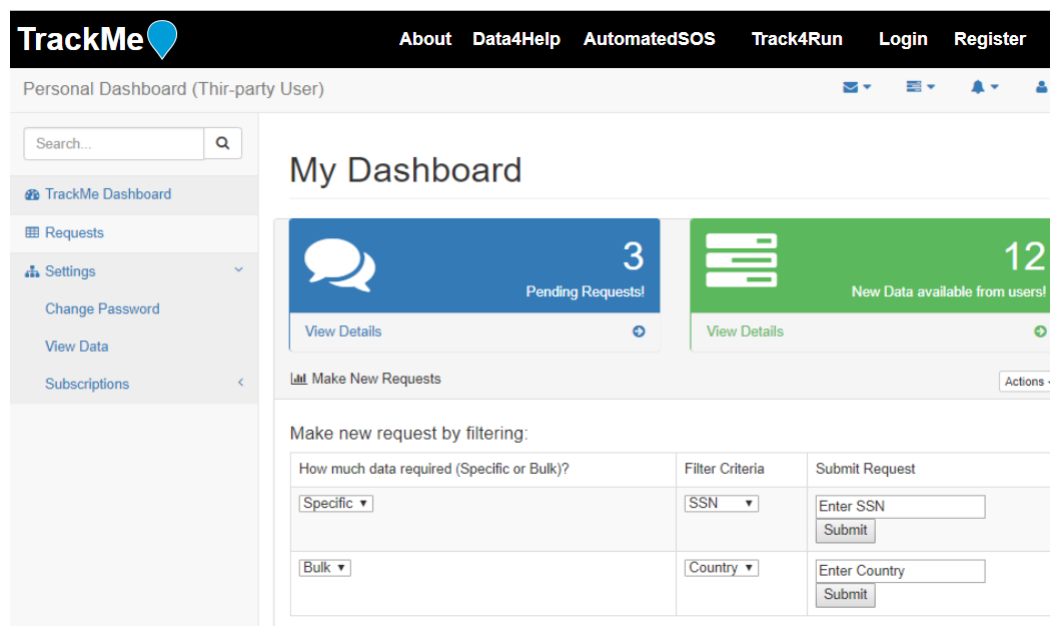 TrackMe About Data4Help AutomatedSOS Track4Run Login Register
Personal Dashboard (Thir-party User)
Search...
TrackMe Dashboard
Requests
Settings
Change Password
View Data
Subscriptions
My Dashboard
3
Pending Requests!
View Details
12
New Data available from users!
View Details
Make New Requests
Actions
Make new request by filtering:
How much data required (Specific or Bulk)? Filter Criteria Submit Request
Specific SSN Enter SSN
Submit
Bulk Country Enter Country
Submit